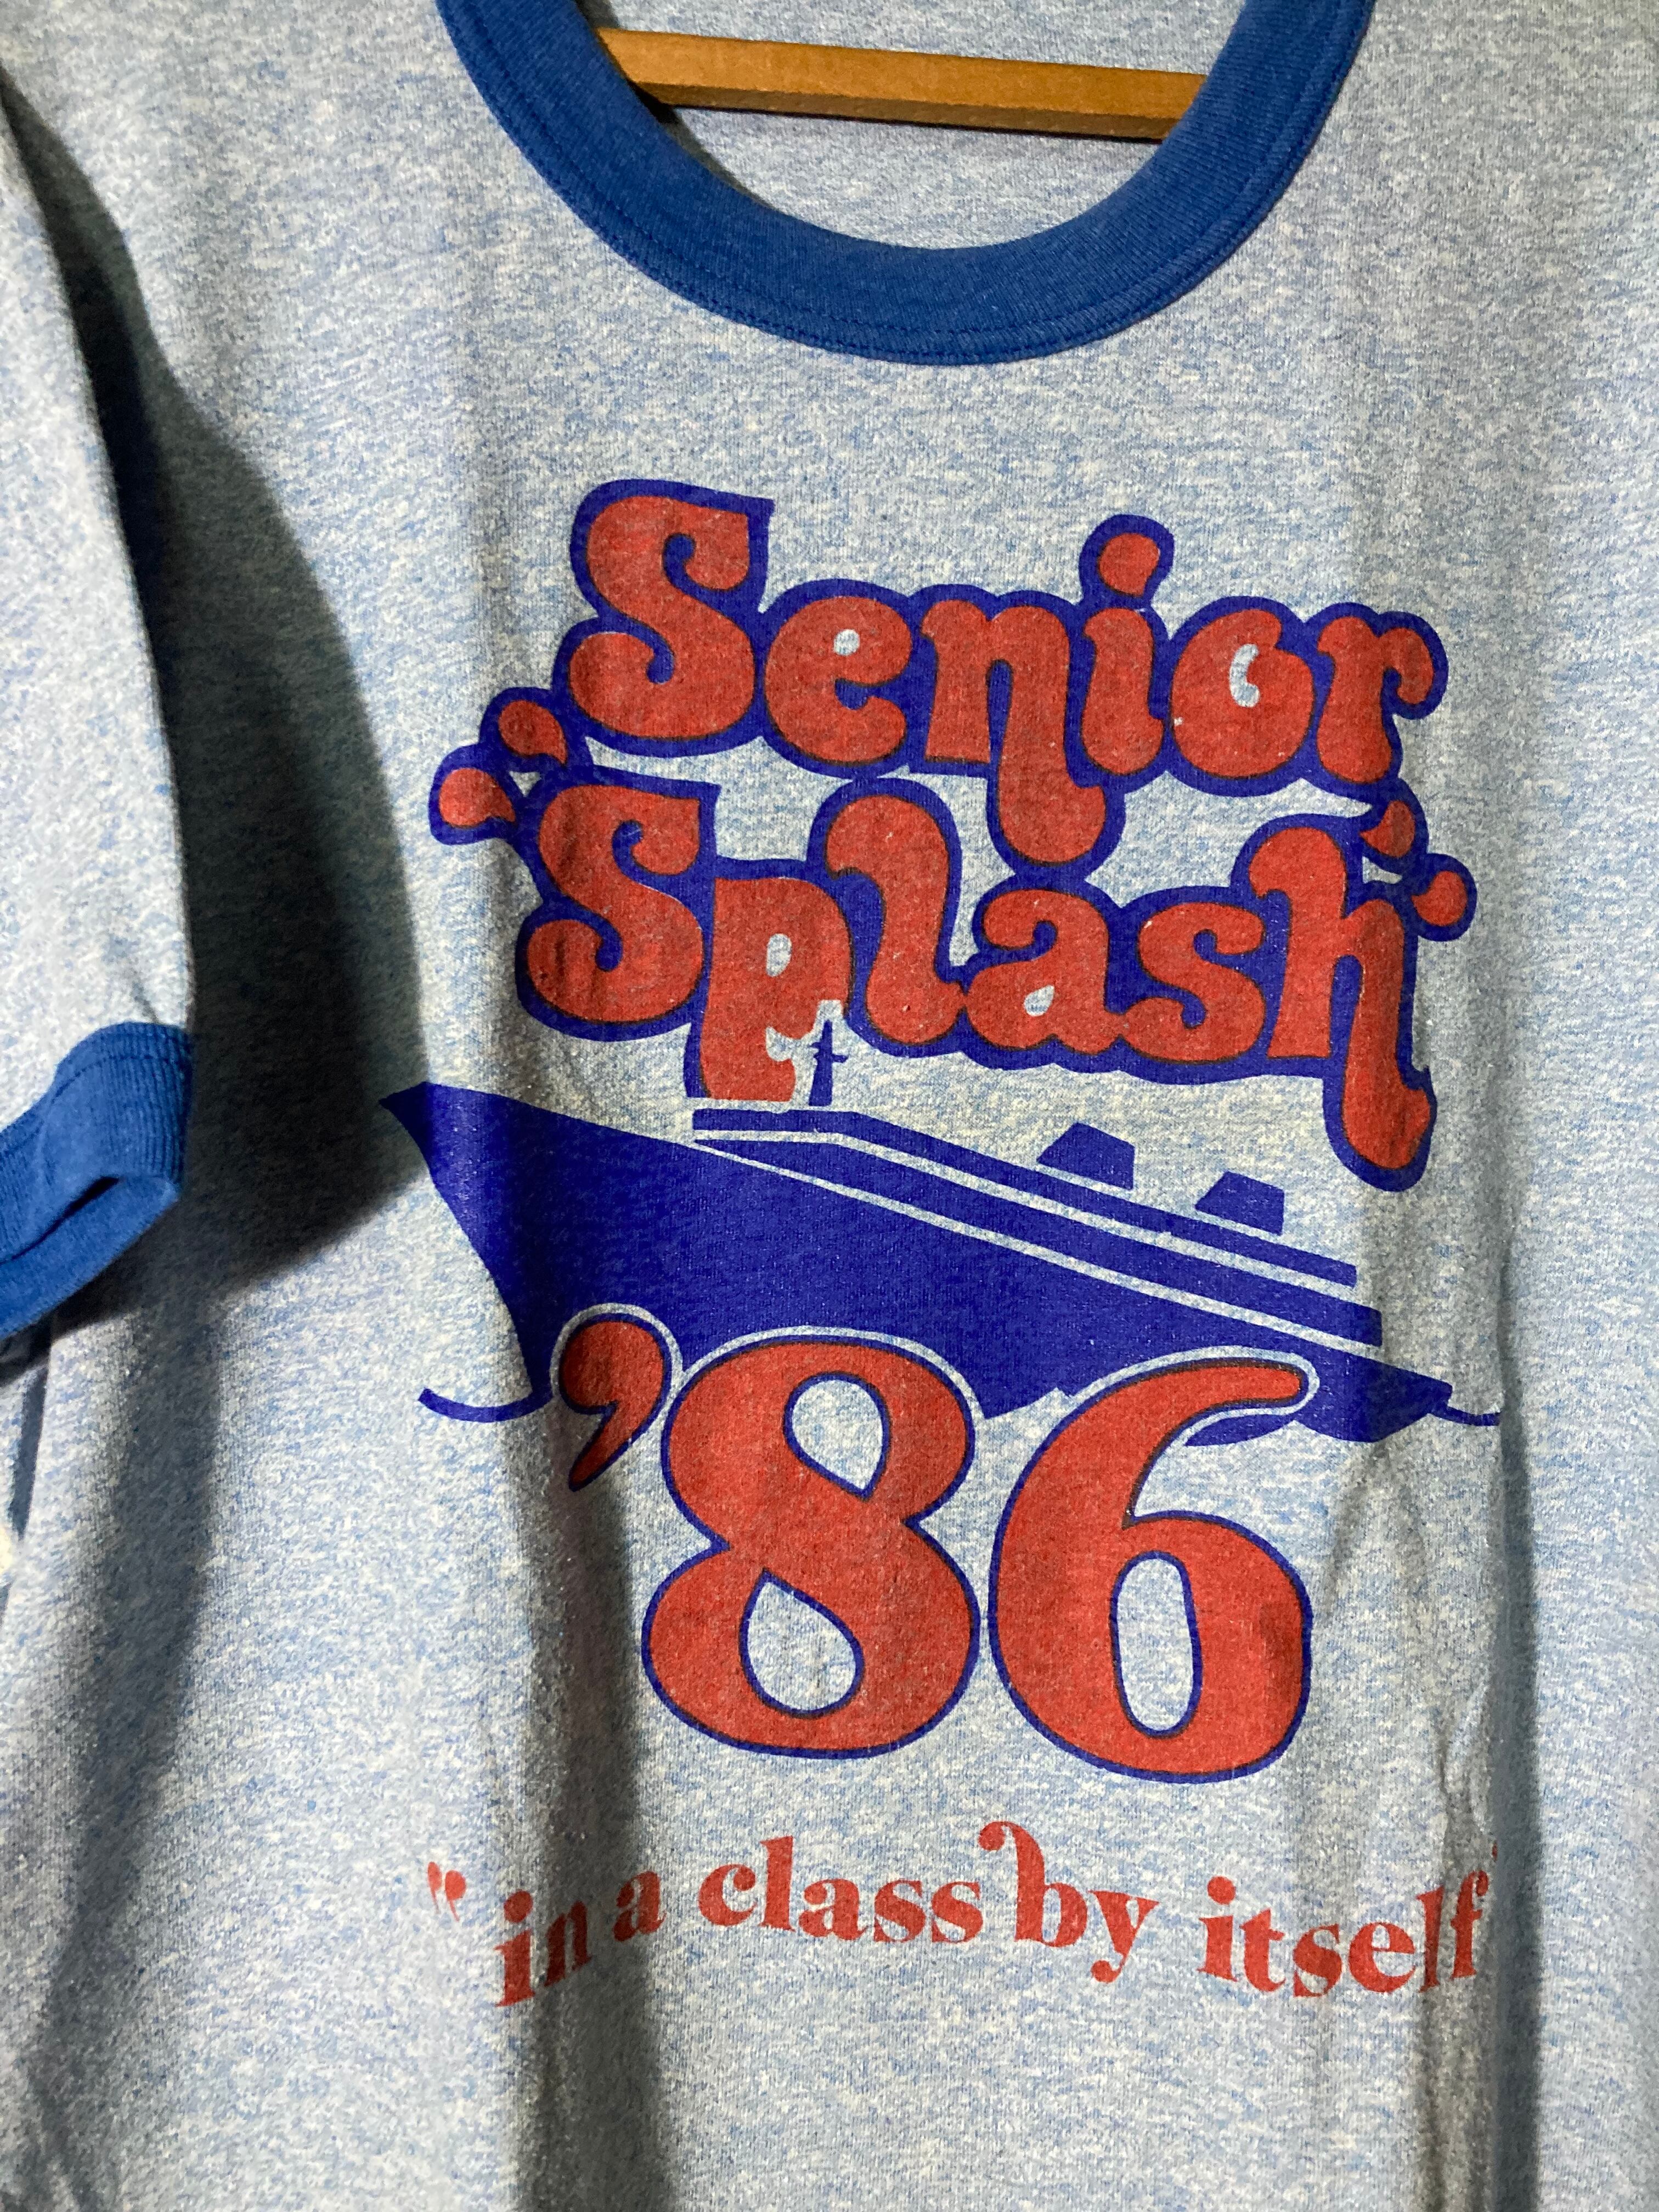 Senior
"Splash"
'86
"in a class by itself"